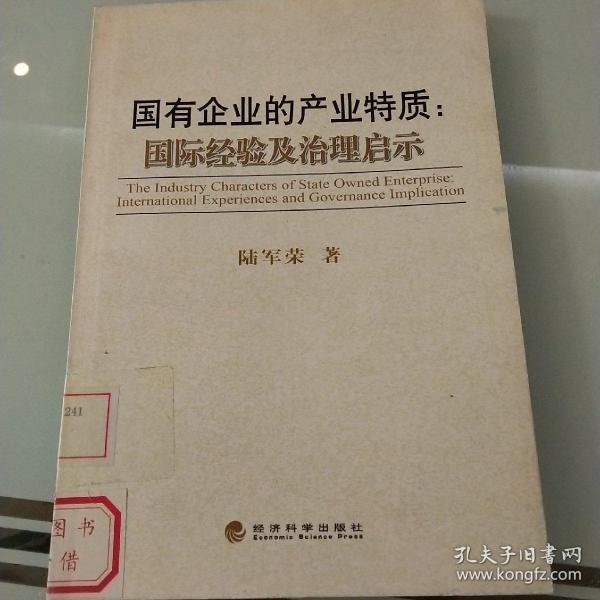 国有企业的产业特质：
国际经验及治理启示
The Industry Characters of State Owned Enterprise:
International Experiences and Governance Implication
陆军荣 著
241
图书
借
经济科学出版社
Economic Science Press
孔夫子旧书网
www.kongfz.com